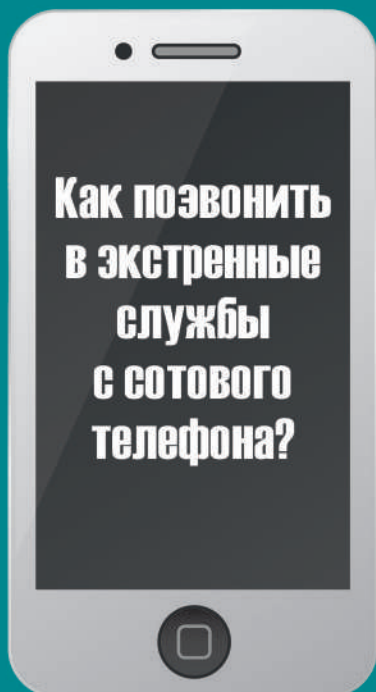 Как позвонить
в экстренные
службы
с сотового
телефона?